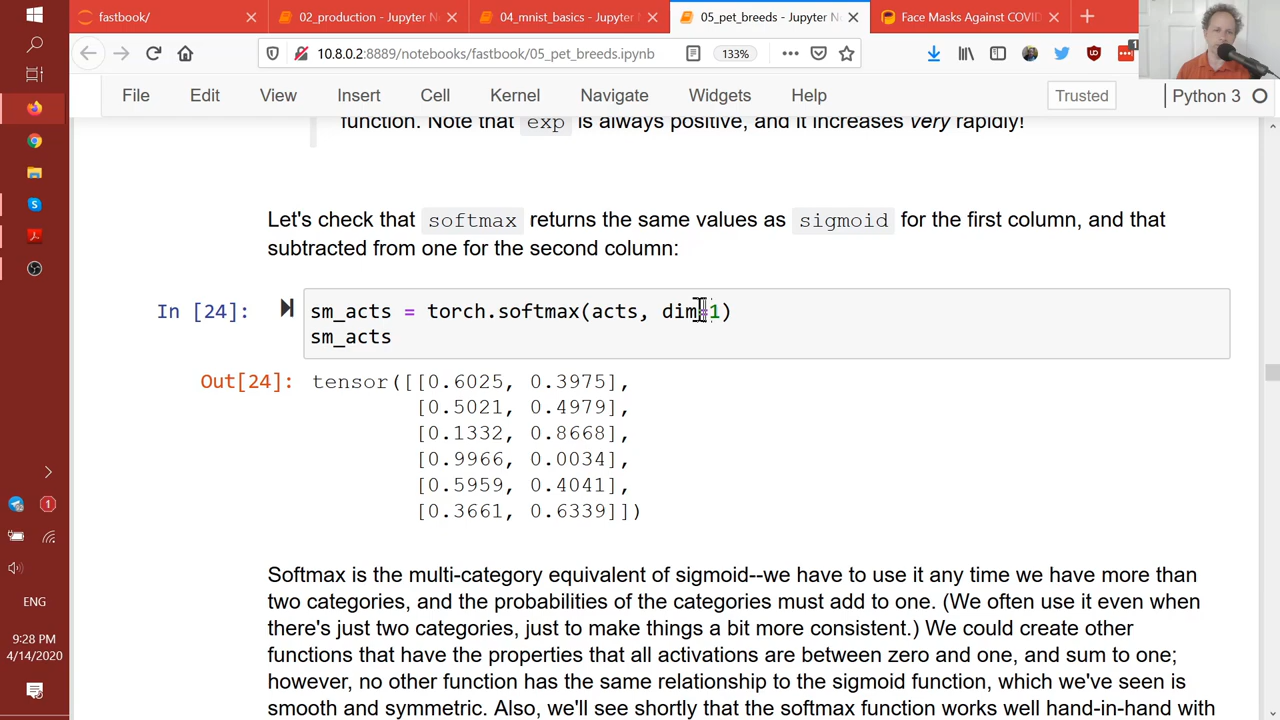 fastbook/
02_production - Jupyter N
04_mnist_basics - Jupyter N
05_pet_breeds - Jupyter N
Face Masks Against COVI
10.8.0.2:8889/notebooks/fastbook/05_pet_breeds.ipynb
133%
File Edit View Insert Cell Kernel Navigate Widgets Help
Trusted
Python 3
function. Note that exp is always positive, and it increases very rapidly!
Let's check that softmax returns the same values as sigmoid for the first column, and that
subtracted from one for the second column:
In [24]:
sm_acts = torch.softmax(acts, dim=1)
sm_acts
Out[24]:
tensor([[0.6025, 0.3975],
[0.5021, 0.4979],
[0.1332, 0.8668],
[0.9966, 0.0034],
[0.5959, 0.4041],
[0.3661, 0.6339]])
Softmax is the multi-category equivalent of sigmoid--we have to use it any time we have more than
two categories, and the probabilities of the categories must add to one. (We often use it even when
there's just two categories, just to make things a bit more consistent.) We could create other
functions that have the properties that all activations are between zero and one, and sum to one;
however, no other function has the same relationship to the sigmoid function, which we've seen is
smooth and symmetric. Also, we'll see shortly that the softmax function works well hand-in-hand with
1
ENG
9:28 PM
4/14/2020